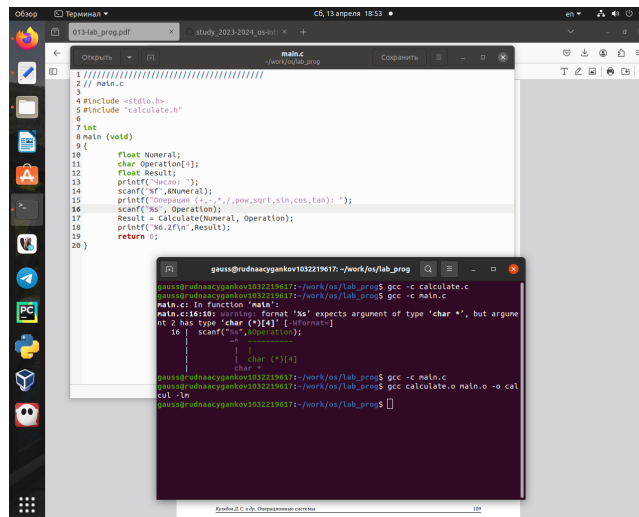 Обзор
Терминал
Сб, 13 апреля 18:53
en
013-lab_prog.pdf
study_2023-2024_os-int
Открыть
main.c
~/work/os/lab_prog
Сохранить
1 ////////////////////////////////////////
2 // main.c
3
4 #include <stdio.h>
5 #include "calculate.h"
6
7 int
8 main (void)
9 {
10 float Numeral;
11 char Operation[4];
12 float Result;
13 printf("Число: ");
14 scanf("%f",&Numeral);
15 printf("Операция (+,-,*,/,pow,sqrt,sin,cos,tan): ");
16 scanf("%s", Operation);
17 Result = Calculate(Numeral, Operation);
18 printf("%6.2f\n",Result);
19 return 0;
20 }
gauss@rudnaacygankov1032219617: ~/work/os/lab_prog
gauss@rudnaacygankov1032219617:~/work/os/lab_prog$ gcc -c calculate.c
gauss@rudnaacygankov1032219617:~/work/os/lab_prog$ gcc -c main.c
main.c: In function 'main':
main.c:16:10: warning: format '%s' expects argument of type 'char *', but argume
nt 2 has type 'char (*)[4]' [-Wformat=]
16 | scanf("%s",&Operation);
| ~^ ~~~~~~~~~~
| | |
| | char (*)[4]
| char *
gauss@rudnaacygankov1032219617:~/work/os/lab_prog$ gcc -c main.c
gauss@rudnaacygankov1032219617:~/work/os/lab_prog$ gcc calculate.o main.o -o cal
cul -lm
gauss@rudnaacygankov1032219617:~/work/os/lab_prog$
Кулябов Д. С. и др. Операционные системы
109